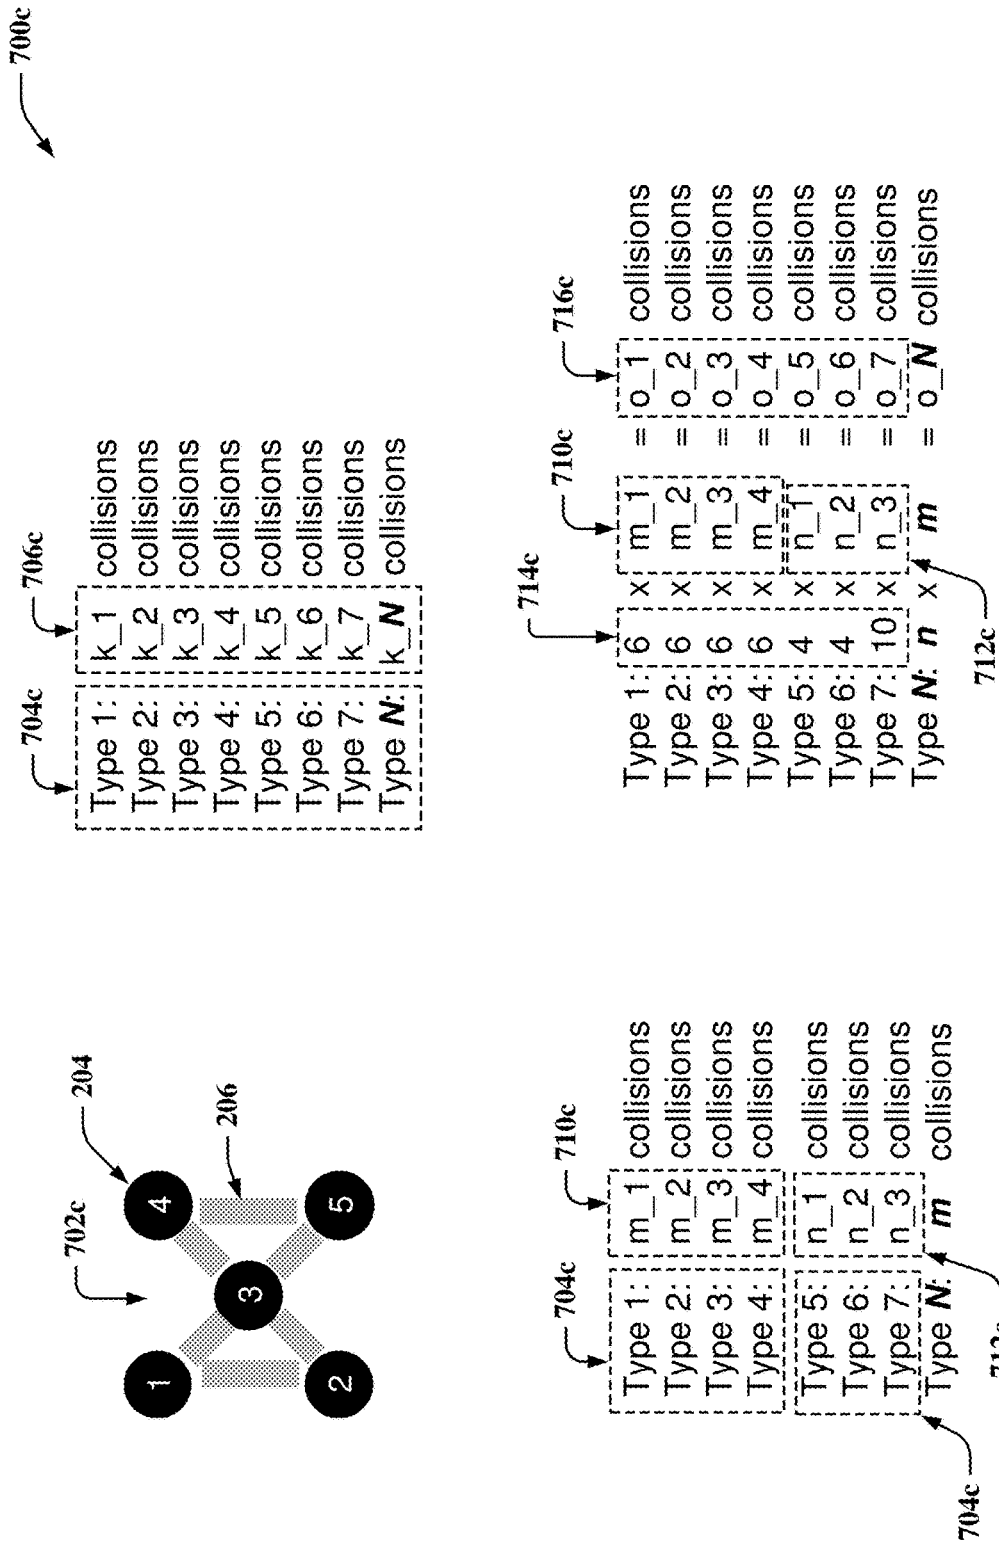 700c
702c
204
206
1
4
3
2
5
704c
706c
Type 1: k_1 collisions
Type 2: k_2 collisions
Type 3: k_3 collisions
Type 4: k_4 collisions
Type 5: k_5 collisions
Type 6: k_6 collisions
Type 7: k_7 collisions
Type N: k_N collisions
704c
710c
Type 1: m_1 collisions
Type 2: m_2 collisions
Type 3: m_3 collisions
Type 4: m_4 collisions
Type 5: n_1 collisions
Type 6: n_2 collisions
Type 7: n_3 collisions
Type N: m collisions
704c
714c
710c
716c
Type 1: 6 x m_1 = o_1 collisions
Type 2: 6 x m_2 = o_2 collisions
Type 3: 6 x m_3 = o_3 collisions
Type 4: 6 x m_4 = o_4 collisions
Type 5: 4 x n_1 = o_5 collisions
Type 6: 4 x n_2 = o_6 collisions
Type 7: 10 x n_3 = o_7 collisions
Type N: n x m = o_N collisions
712c